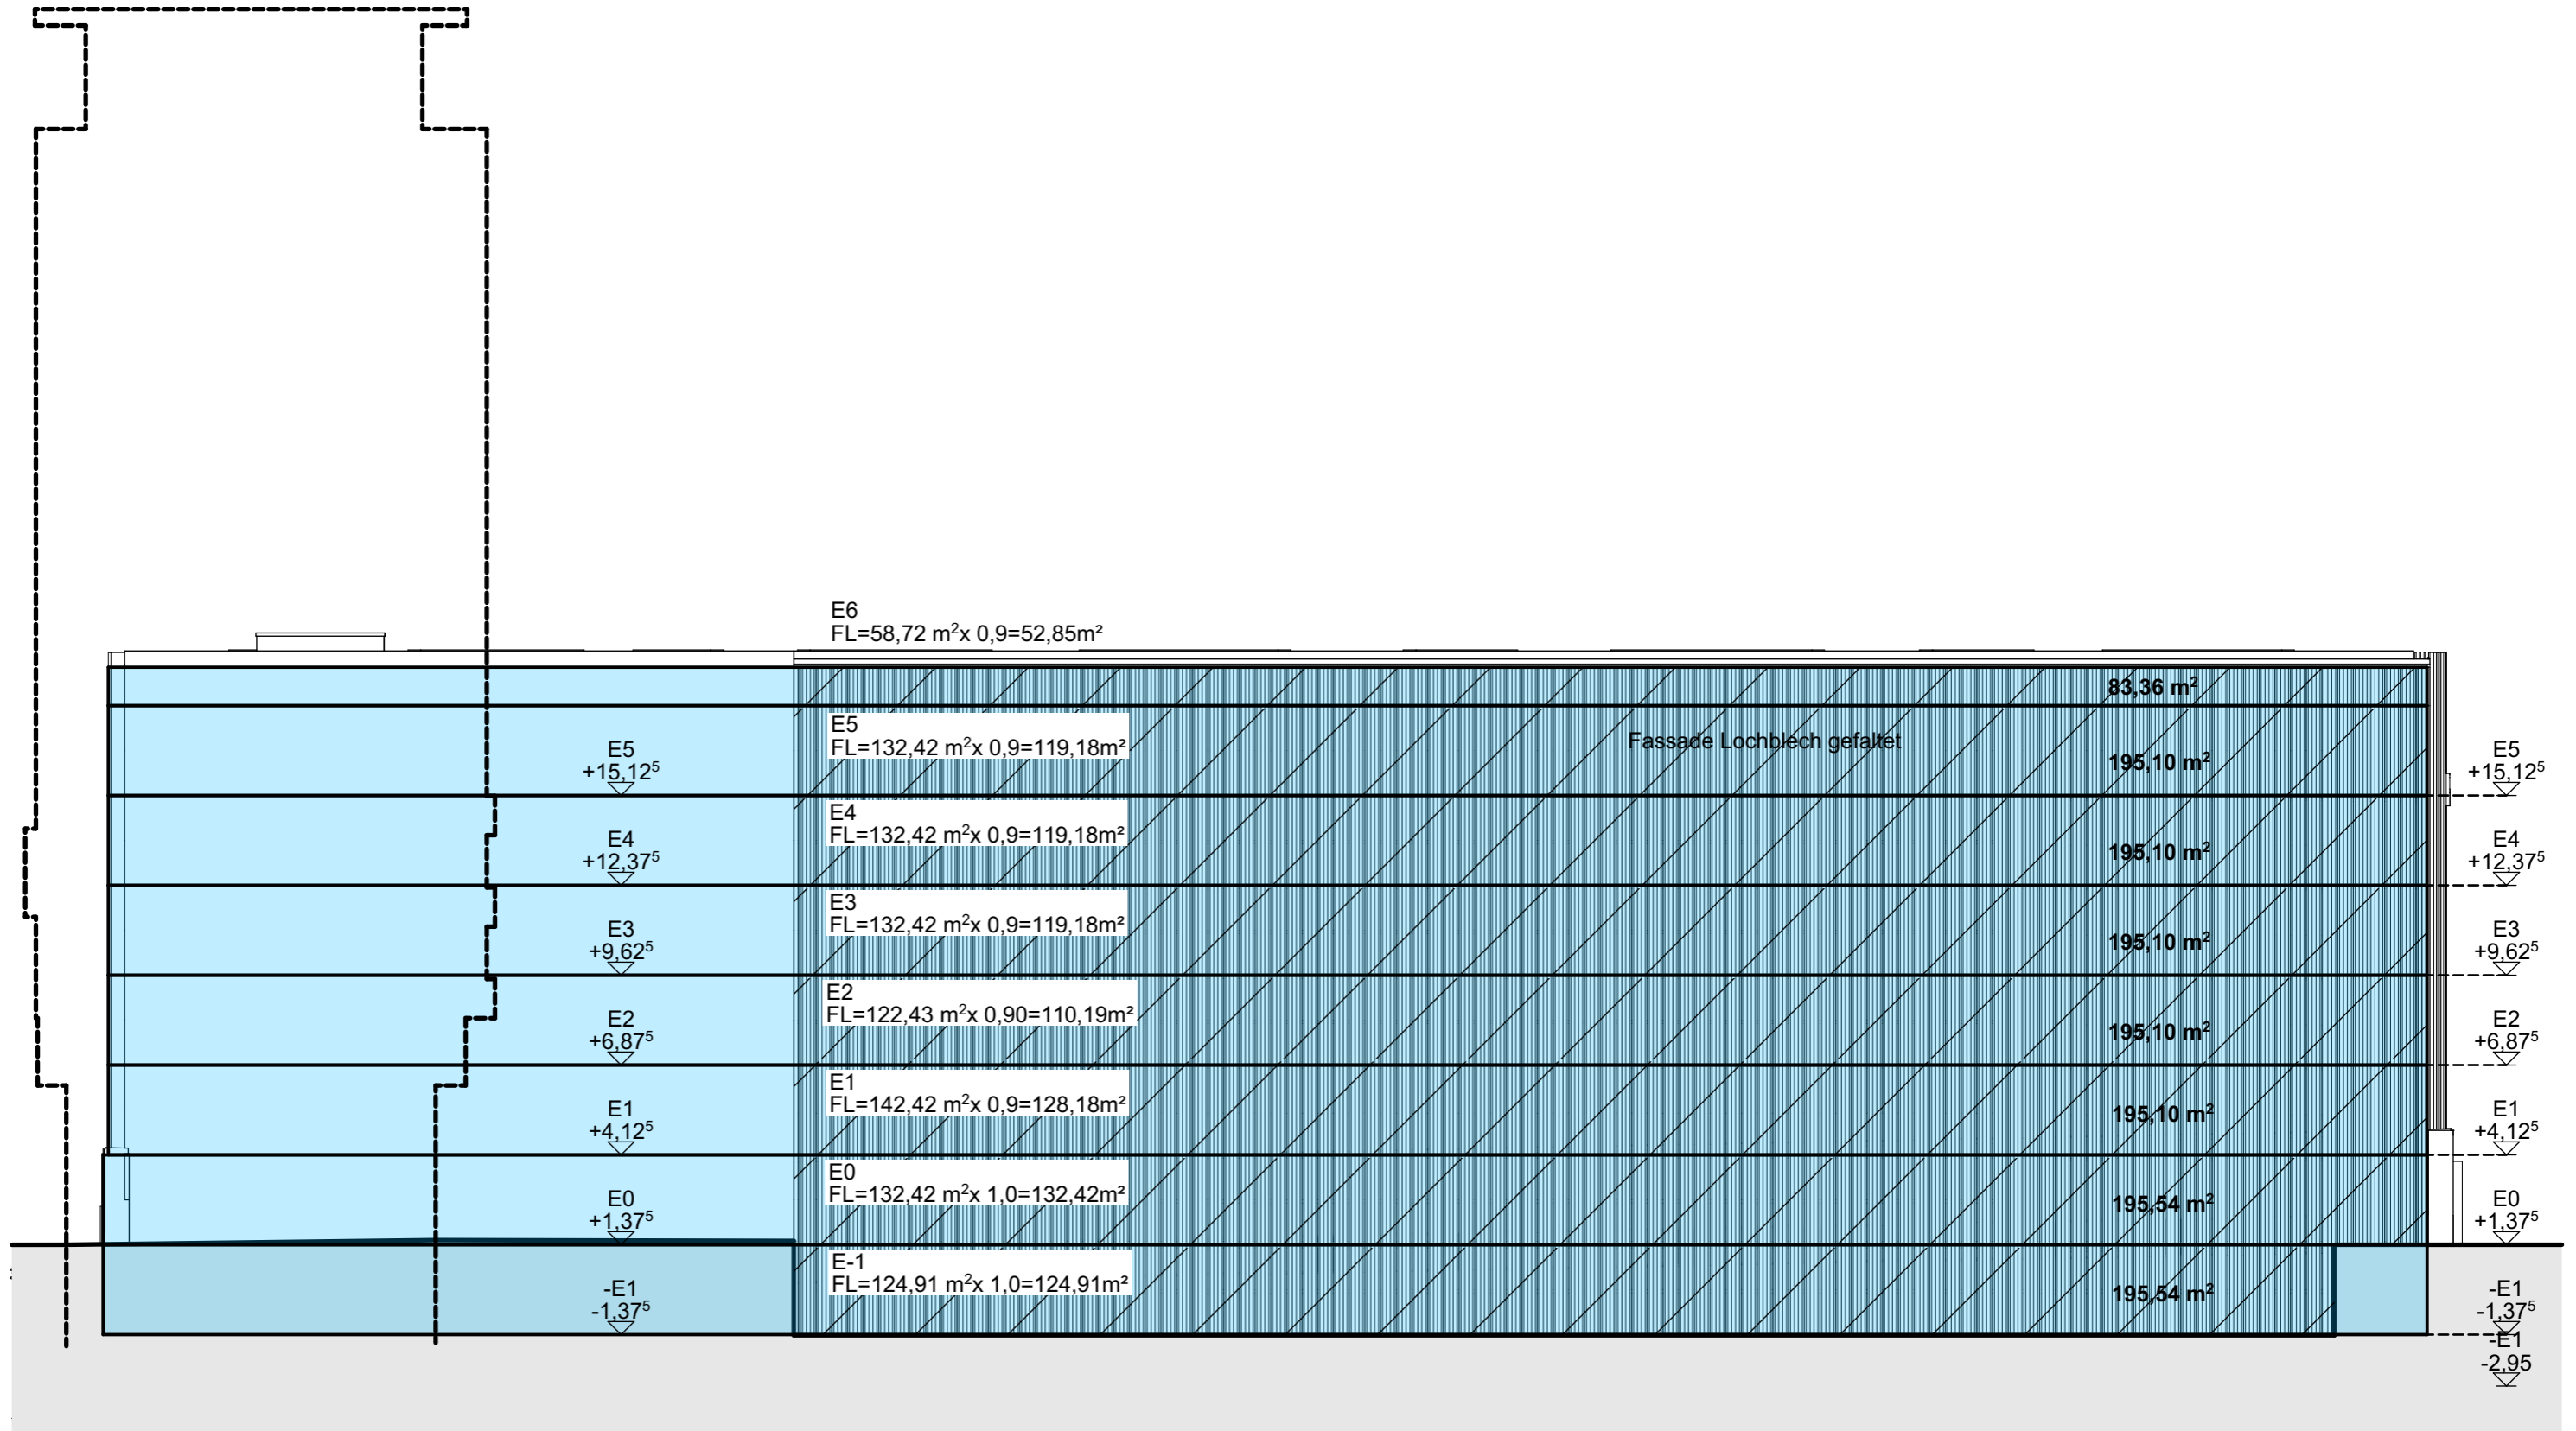 E6
FL=58,72 m²x 0,9=52,85m²
83,36 m²
E5
FL=132,42 m²x 0,9=119,18m²
Fassade Lochblech gefaltet
195,10 m²
E5
+15,12⁵
E5
+15,12⁵
E4
FL=132,42 m²x 0,9=119,18m²
195,10 m²
E4
+12,37⁵
E4
+12,37⁵
E3
FL=132,42 m²x 0,9=119,18m²
195,10 m²
E3
+9,62⁵
E3
+9,62⁵
E2
FL=122,43 m²x 0,90=110,19m²
195,10 m²
E2
+6,87⁵
E2
+6,87⁵
E1
FL=142,42 m²x 0,9=128,18m²
195,10 m²
E1
+4,12⁵
E1
+4,12⁵
E0
FL=132,42 m²x 1,0=132,42m²
195,54 m²
E0
+1,37⁵
E0
+1,37⁵
E-1
FL=124,91 m²x 1,0=124,91m²
195,54 m²
-E1
-1,37⁵
-E1
-1,37⁵
-E1
-2,95